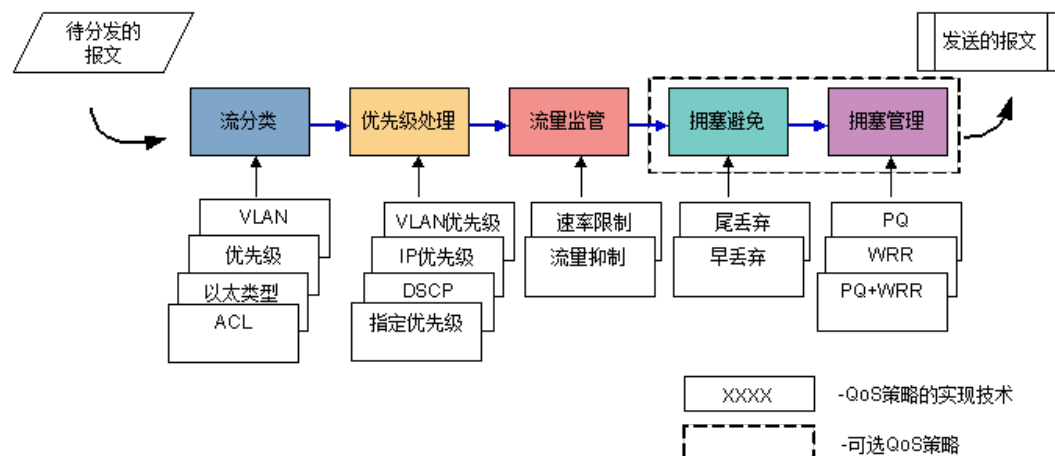 待分发的
报文
发送的报文
流分类
优先级处理
流量监管
拥塞避免
拥塞管理
VLAN
优先级
以太类型
ACL
VLAN优先级
IP优先级
DSCP
指定优先级
速率限制
流量抑制
尾丢弃
早丢弃
PQ
WRR
PQ+WRR
XXXX
-QoS策略的实现技术
-可选QoS策略